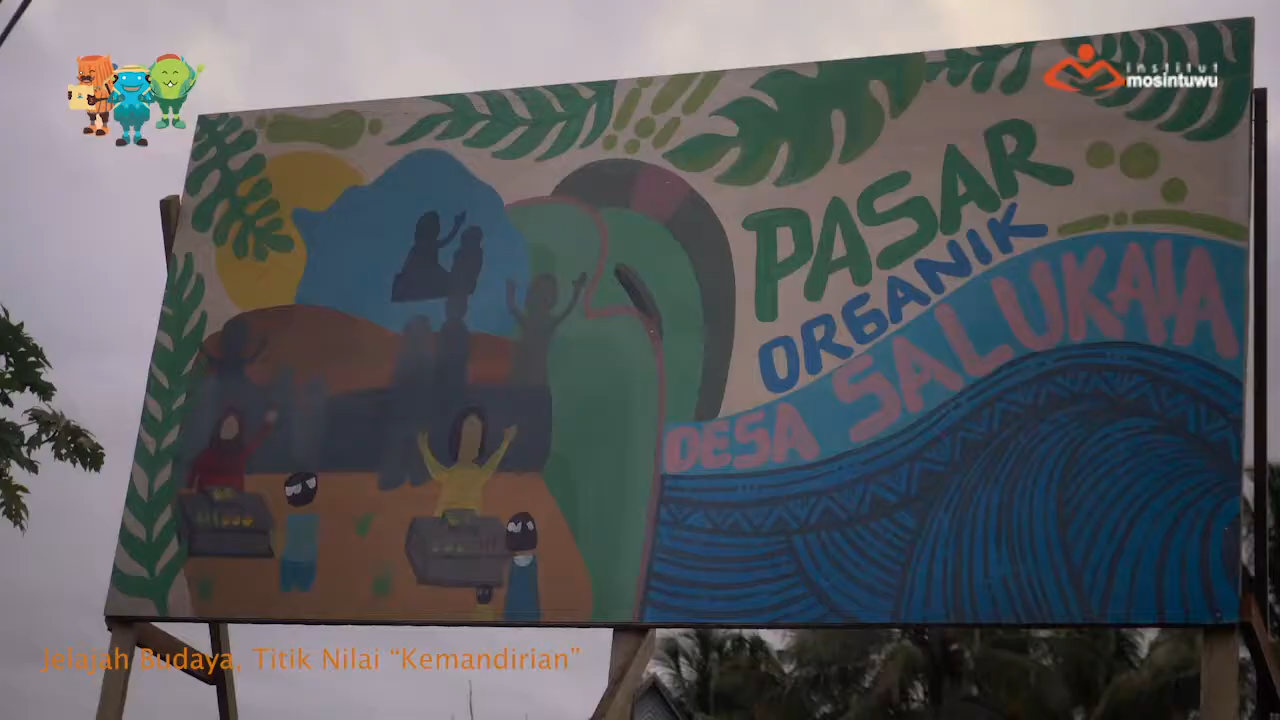 institut
mosintuwu
PASAR
ORGANIK
DESA SALUKAIA
Jelajah Budaya, Titik Nilai “Kemandirian”